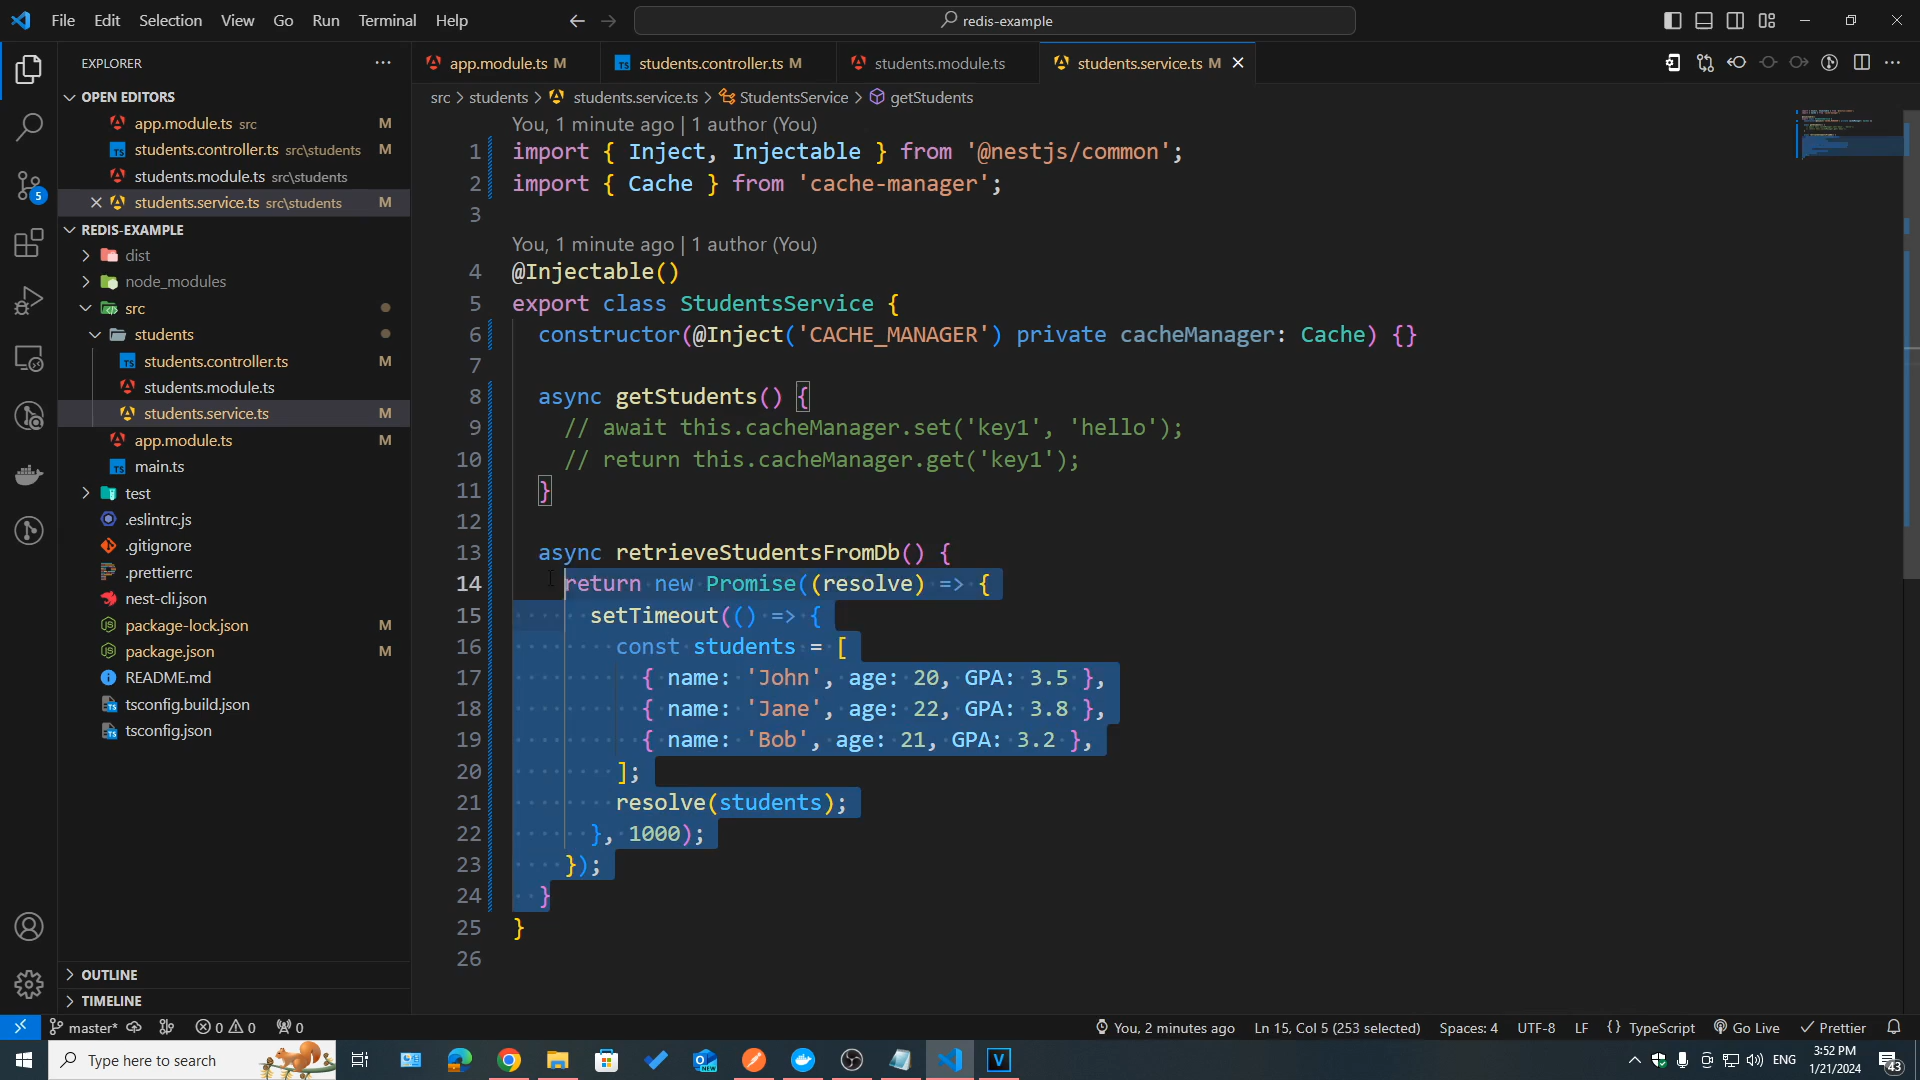 File Edit Selection View Go Run Terminal Help
redis-example
EXPLORER
OPEN EDITORS
app.module.ts src M
students.controller.ts src\students M
students.module.ts src\students
students.service.ts src\students M
REDIS-EXAMPLE
dist
node_modules
src
students
students.controller.ts M
students.module.ts
students.service.ts M
app.module.ts M
main.ts
test
.eslintrc.js
.gitignore
.prettierrc
nest-cli.json
package-lock.json M
package.json M
README.md
tsconfig.build.json
tsconfig.json
OUTLINE
TIMELINE
5
app.module.ts M students.controller.ts M students.module.ts students.service.ts M
src > students > students.service.ts > StudentsService > getStudents
You, 1 minute ago | 1 author (You)
1 import { Inject, Injectable } from '@nestjs/common';
2 import { Cache } from 'cache-manager';
3
You, 1 minute ago | 1 author (You)
4 @Injectable()
5 export class StudentsService {
6 constructor(@Inject('CACHE_MANAGER') private cacheManager: Cache) {}
7
8 async getStudents() {
9 // await this.cacheManager.set('key1', 'hello');
10 // return this.cacheManager.get('key1');
11 }
12
13 async retrieveStudentsFromDb() {
14 return new Promise((resolve) => {
15 setTimeout(() => {
16 const students = [
17 { name: 'John', age: 20, GPA: 3.5 },
18 { name: 'Jane', age: 22, GPA: 3.8 },
19 { name: 'Bob', age: 21, GPA: 3.2 },
20 ];
21 resolve(students);
22 }, 1000);
23 });
24 }
25 }
26
master* 0 0 0 You, 2 minutes ago Ln 15, Col 5 (253 selected) Spaces: 4 UTF-8 LF {} TypeScript Go Live Prettier
Type here to search
ENG
3:52 PM
1/21/2024
43